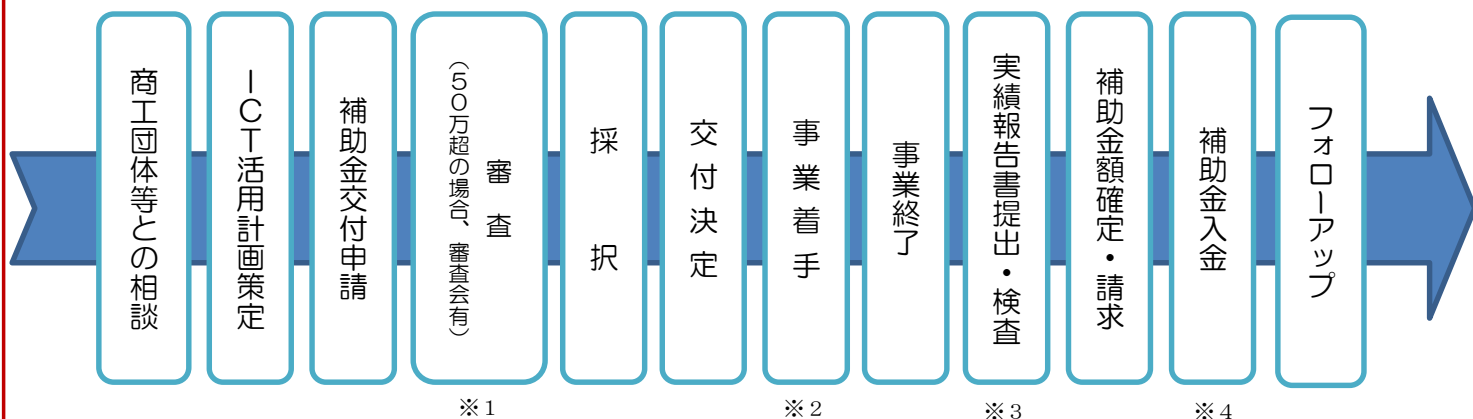 商工団体等との相談
ICT活用計画策定
補助金交付申請
審査
（50万超の場合、審査会有）
採択
交付決定
事業着手
事業終了
実績報告書提出・検査
補助金額確定・請求
補助金入金
フォローアップ
※1
※2
※3
※4